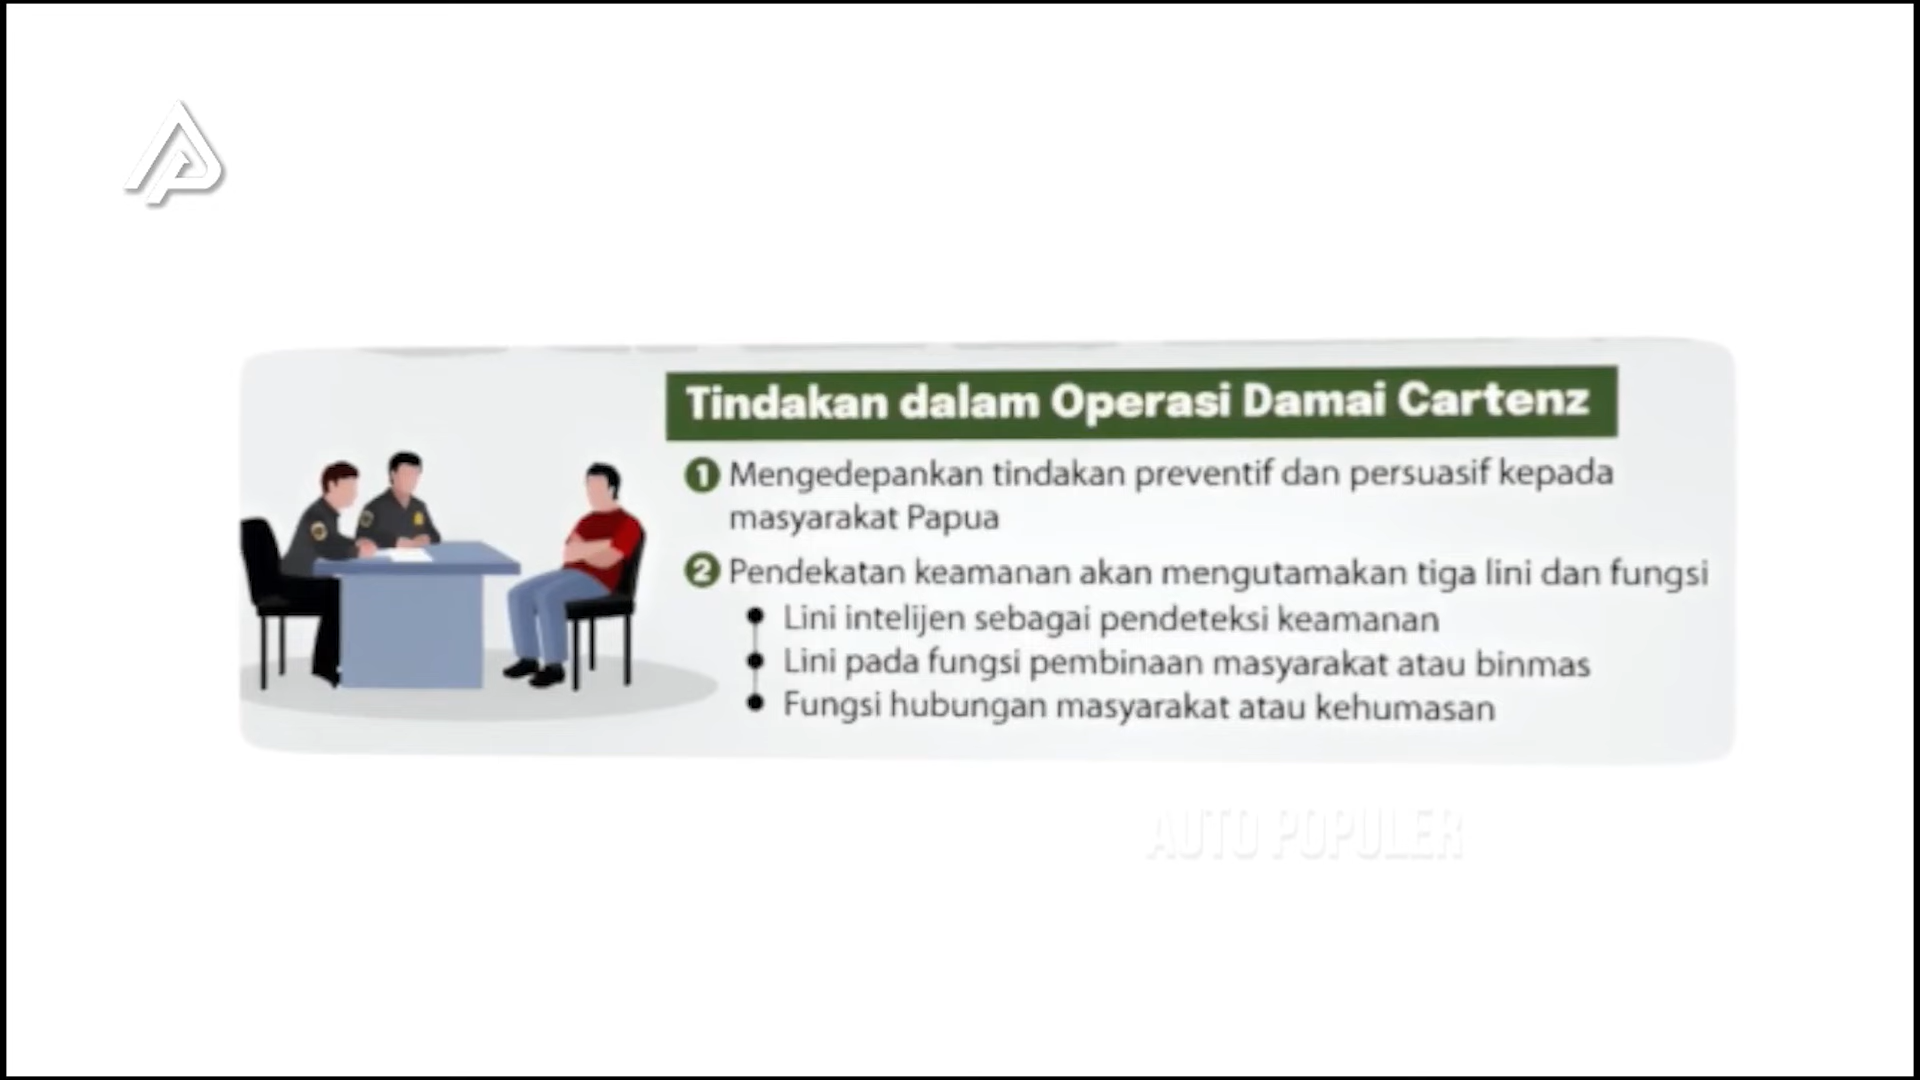 Tindakan dalam Operasi Damai Cartenz
1 Mengedepankan tindakan preventif dan persuasif kepada
masyarakat Papua
2 Pendekatan keamanan akan mengutamakan tiga lini dan fungsi
• Lini intelijen sebagai pendeteksi keamanan
• Lini pada fungsi pembinaan masyarakat atau binmas
• Fungsi hubungan masyarakat atau kehumasan
AUTO POPULER